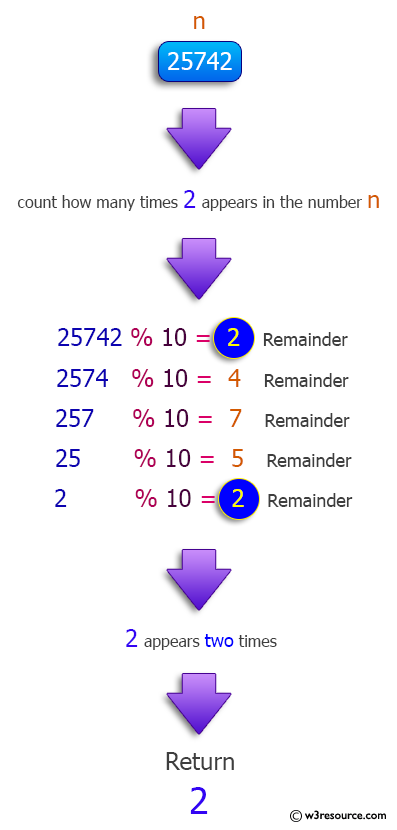 n
25742
count how many times 2 appears in the number n
25742 % 10 = 2 Remainder
2574 % 10 = 4 Remainder
257 % 10 = 7 Remainder
25 % 10 = 5 Remainder
2 % 10 = 2 Remainder
2 appears two times
Return
2
© w3resource.com